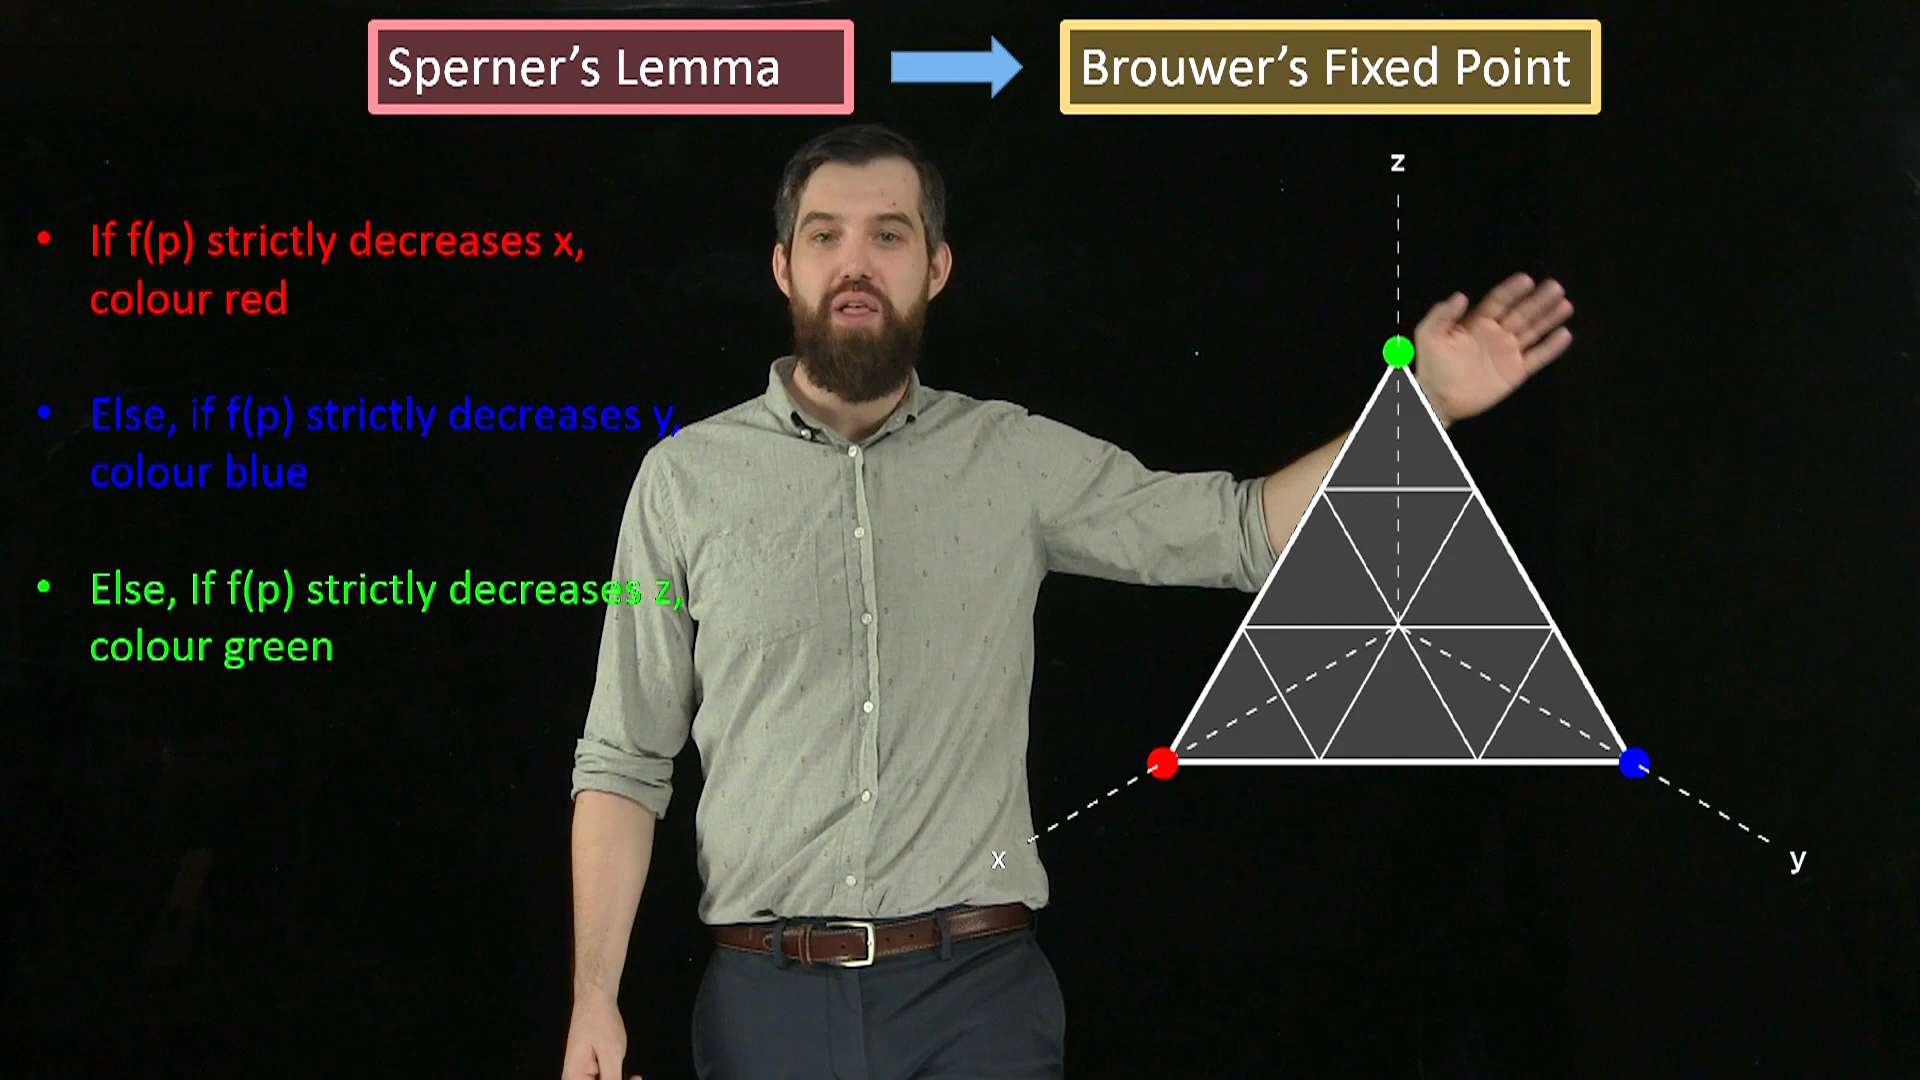 Sperner's Lemma
Brouwer's Fixed Point
• If f(p) strictly decreases x,
colour red
• Else, if f(p) strictly decreases y,
colour blue
• Else, If f(p) strictly decreases z,
colour green
z
x
y